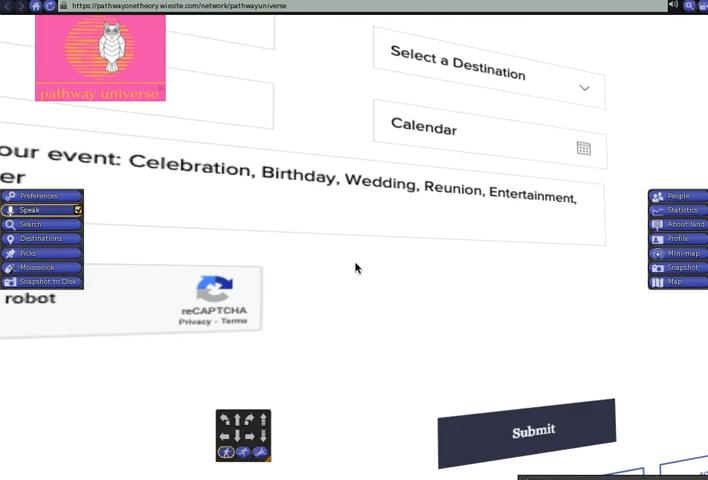 https://pathwayonetheory.wixsite.com/network/pathwayuniverse
pathway universe
Select a Destination
Calendar
our event: Celebration, Birthday, Wedding, Reunion, Entertainment,
er
Preferences
Speak
Search
Destinations
Picks
Mouselook
Snapshot to Disk
People
Statistics
About land
Profile
Mini-map
Snapshot
Map
robot
reCAPTCHA
Privacy - Terms
Submit